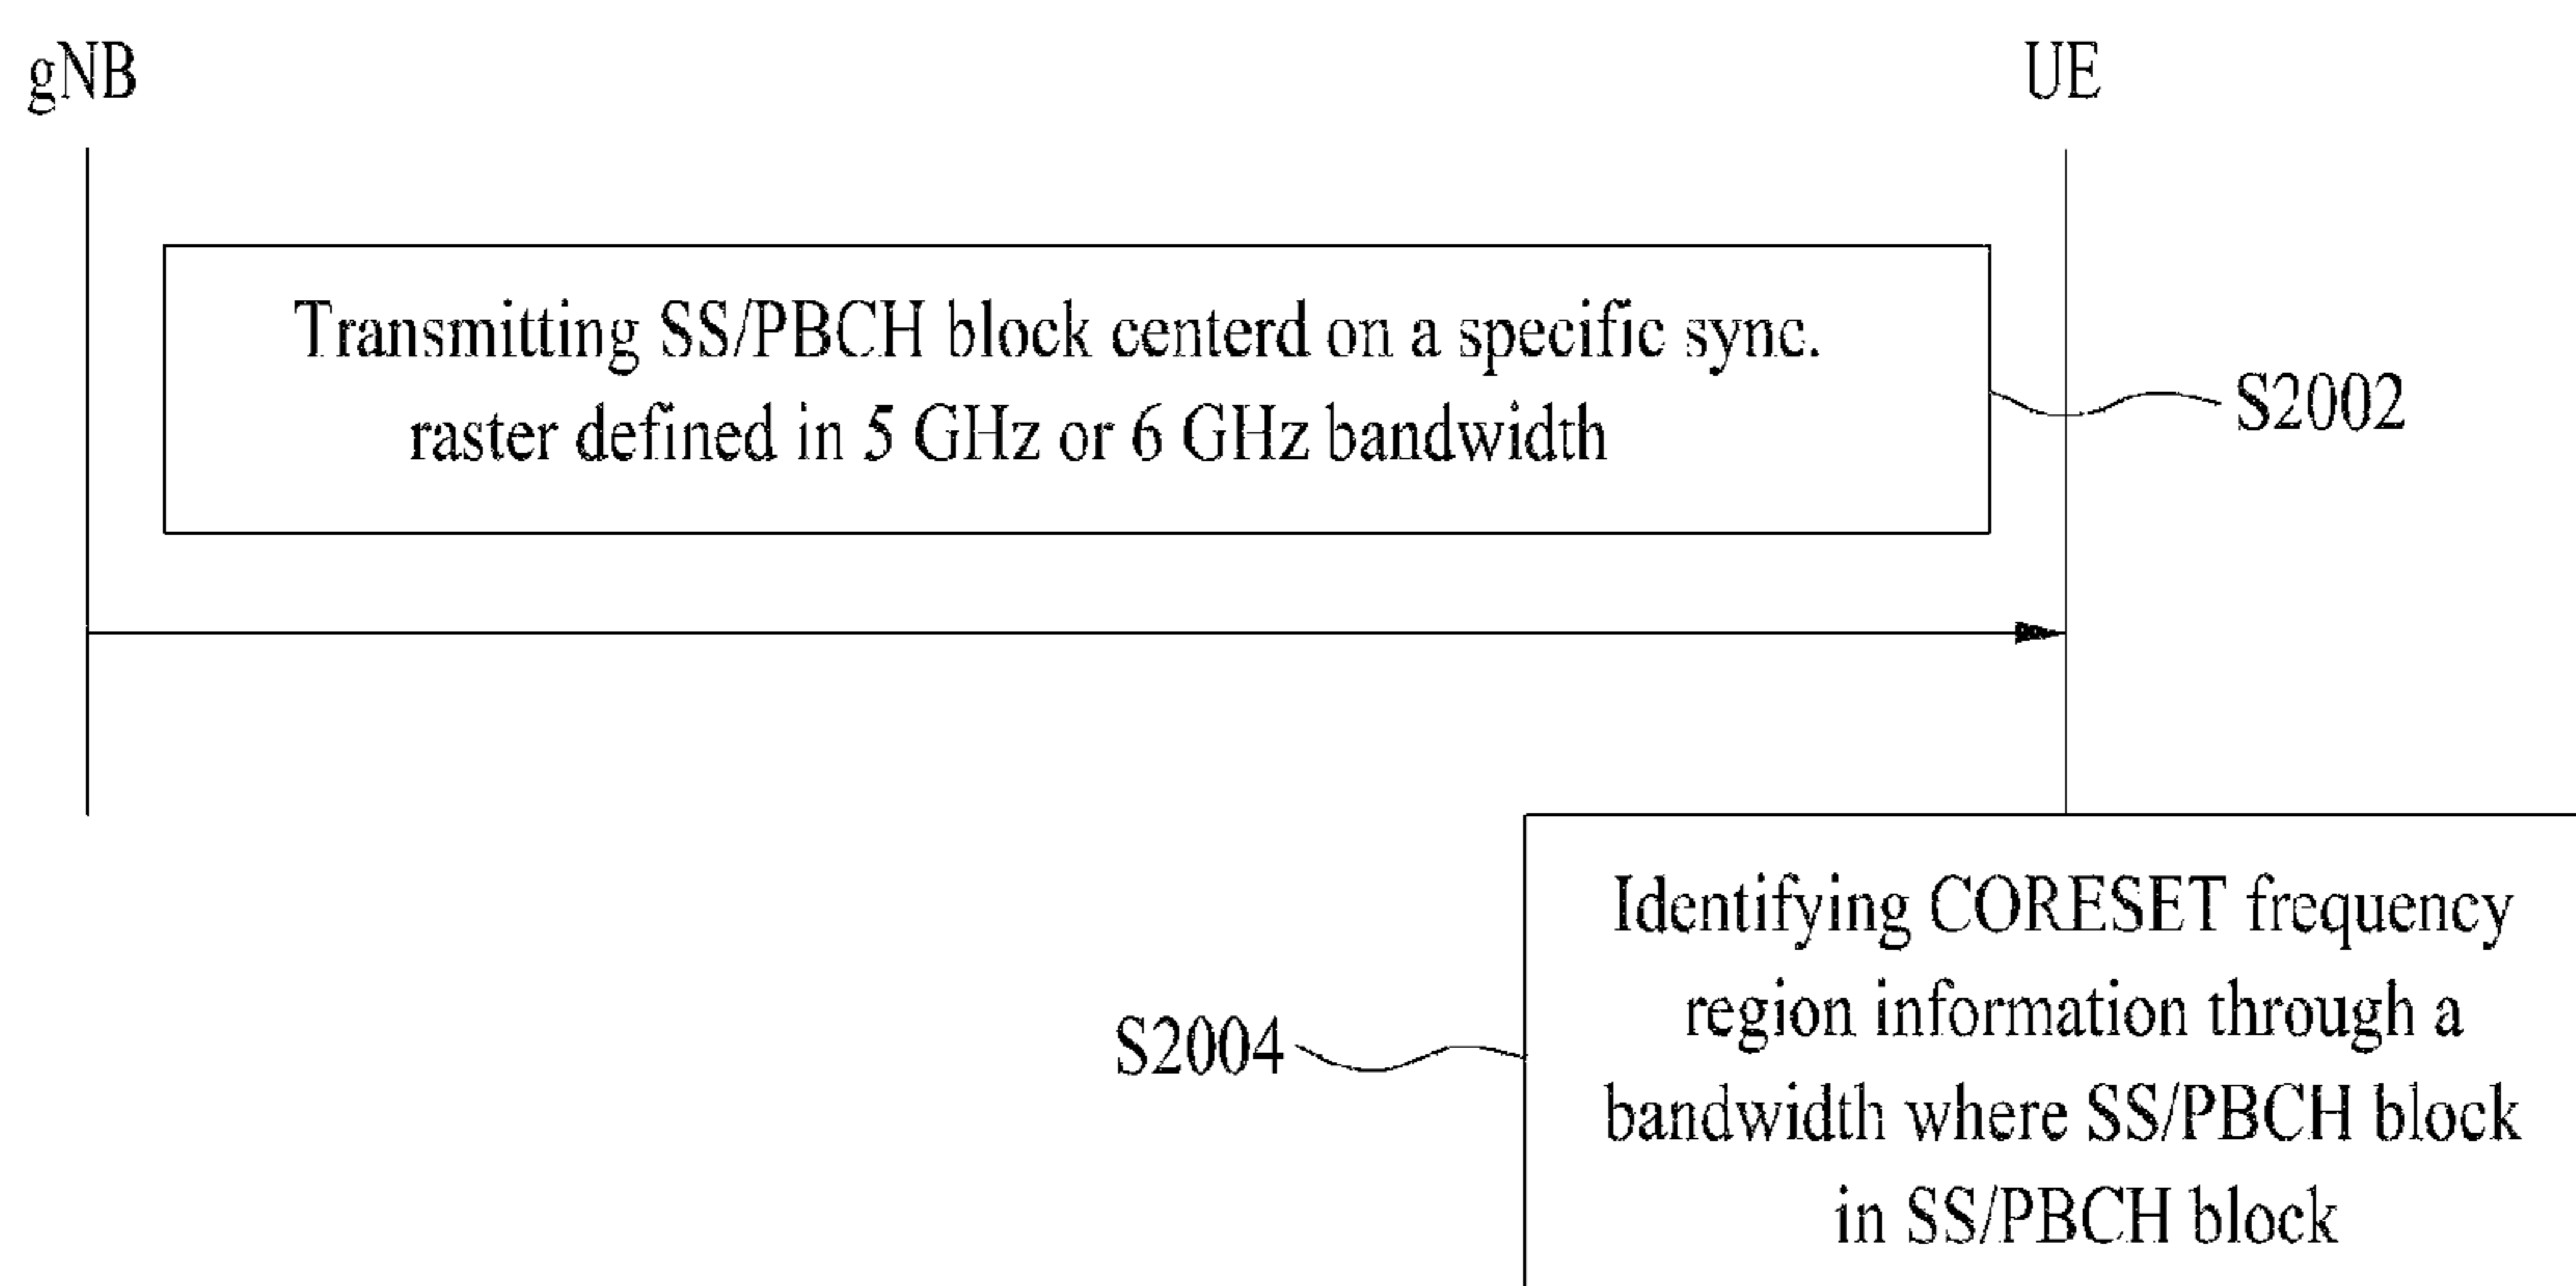 gNB
UE
Transmitting SS/PBCH block centerd on a specific sync.
raster defined in 5 GHz or 6 GHz bandwidth
S2002
Identifying CORESET frequency
region information through a
bandwidth where SS/PBCH block
in SS/PBCH block
S2004